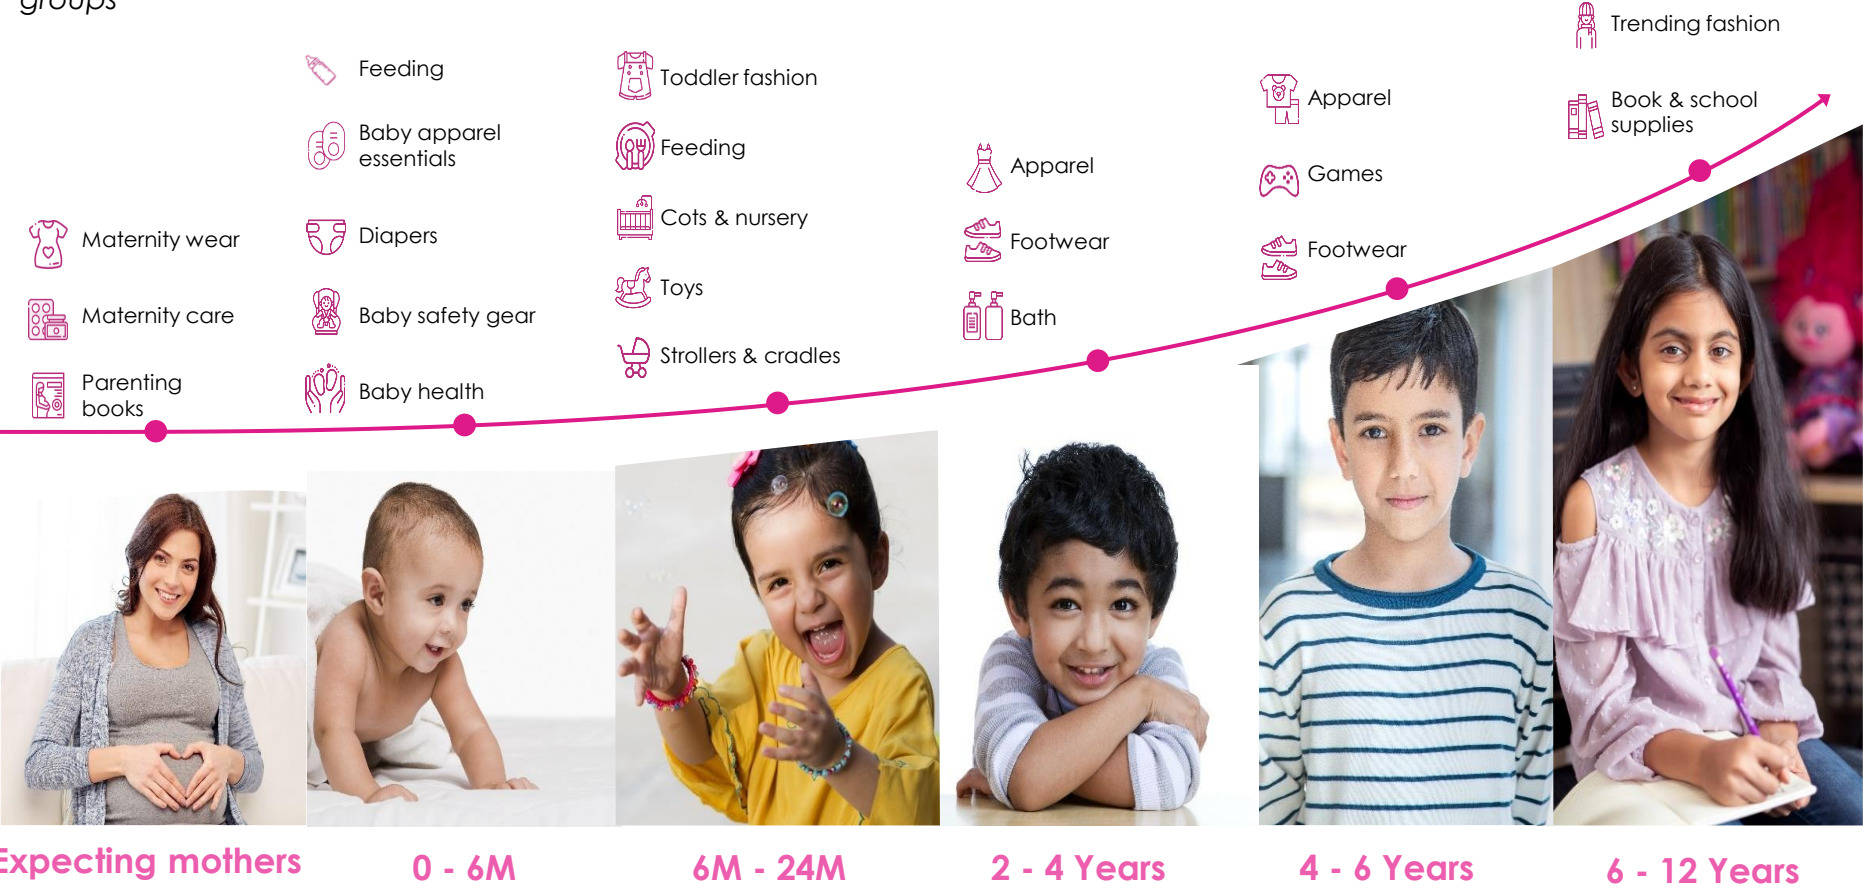 groups
Maternity wear
Maternity care
Parenting
books
Feeding
Baby apparel
essentials
Diapers
Baby safety gear
Baby health
Toddler fashion
Feeding
Cots & nursery
Toys
Strollers & cradles
Apparel
Footwear
Bath
Apparel
Games
Footwear
Trending fashion
Book & school
supplies
Expecting mothers
0 - 6M
6M - 24M
2 - 4 Years
4 - 6 Years
6 - 12 Years